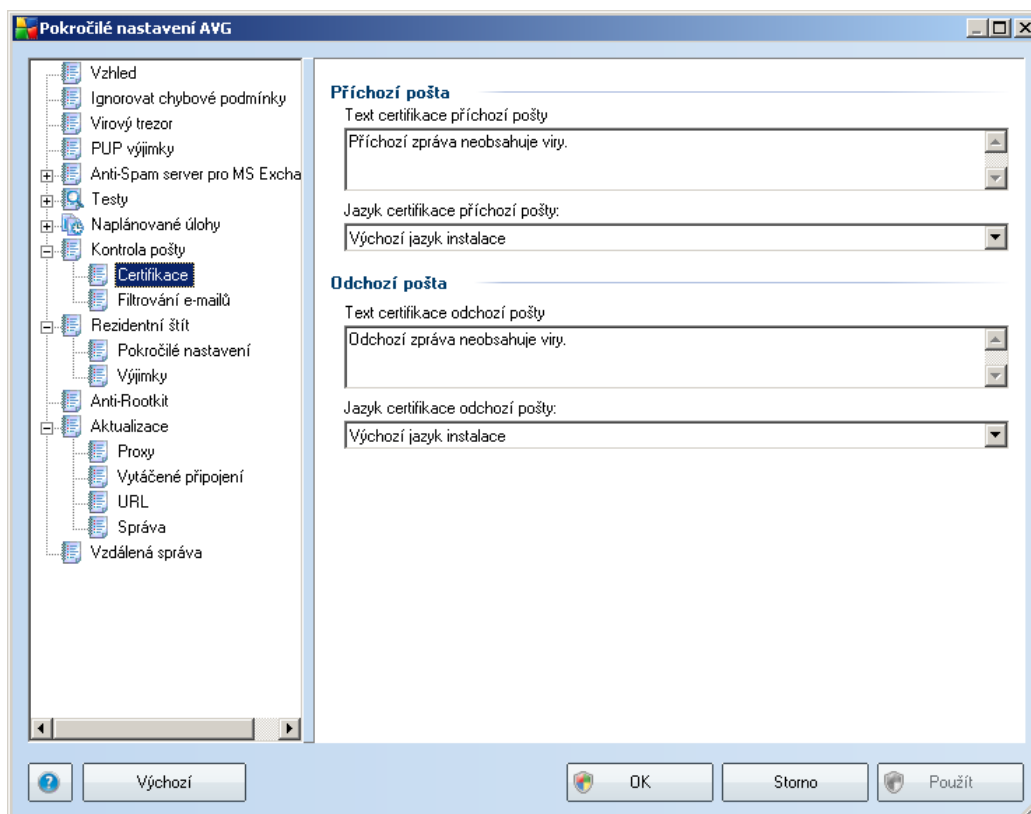 Pokročilé nastavení AVG
Vzhled
Ignorovat chybové podmínky
Virový trezor
PUP výjimky
Anti-Spam server pro MS Excha
Testy
Naplánované úlohy
Kontrola pošty
Certifikace
Filtrování e-mailů
Rezidentní štít
Pokročilé nastavení
Výjimky
Anti-Rootkit
Aktualizace
Proxy
Vytáčené připojení
URL
Správa
Vzdálená správa
Příchozí pošta
Text certifikace příchozí pošty
Příchozí zpráva neobsahuje viry.
Jazyk certifikace příchozí pošty:
Výchozí jazyk instalace
Odchozí pošta
Text certifikace odchozí pošty
Odchozí zpráva neobsahuje viry.
Jazyk certifikace odchozí pošty:
Výchozí jazyk instalace
Výchozí
OK
Storno
Použít